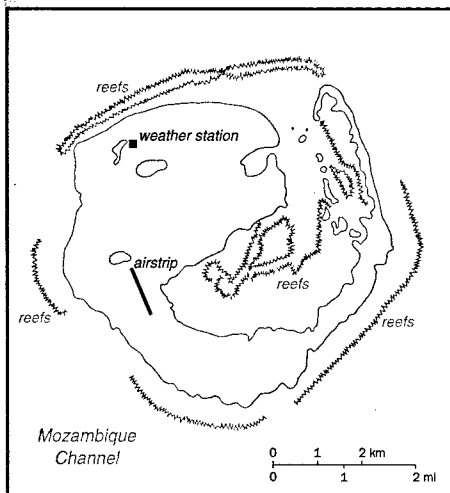 reefs
weather station
airstrip
reefs
reefs
reefs
Mozambique
Channel
0 1 2 km
0 1 2 mi